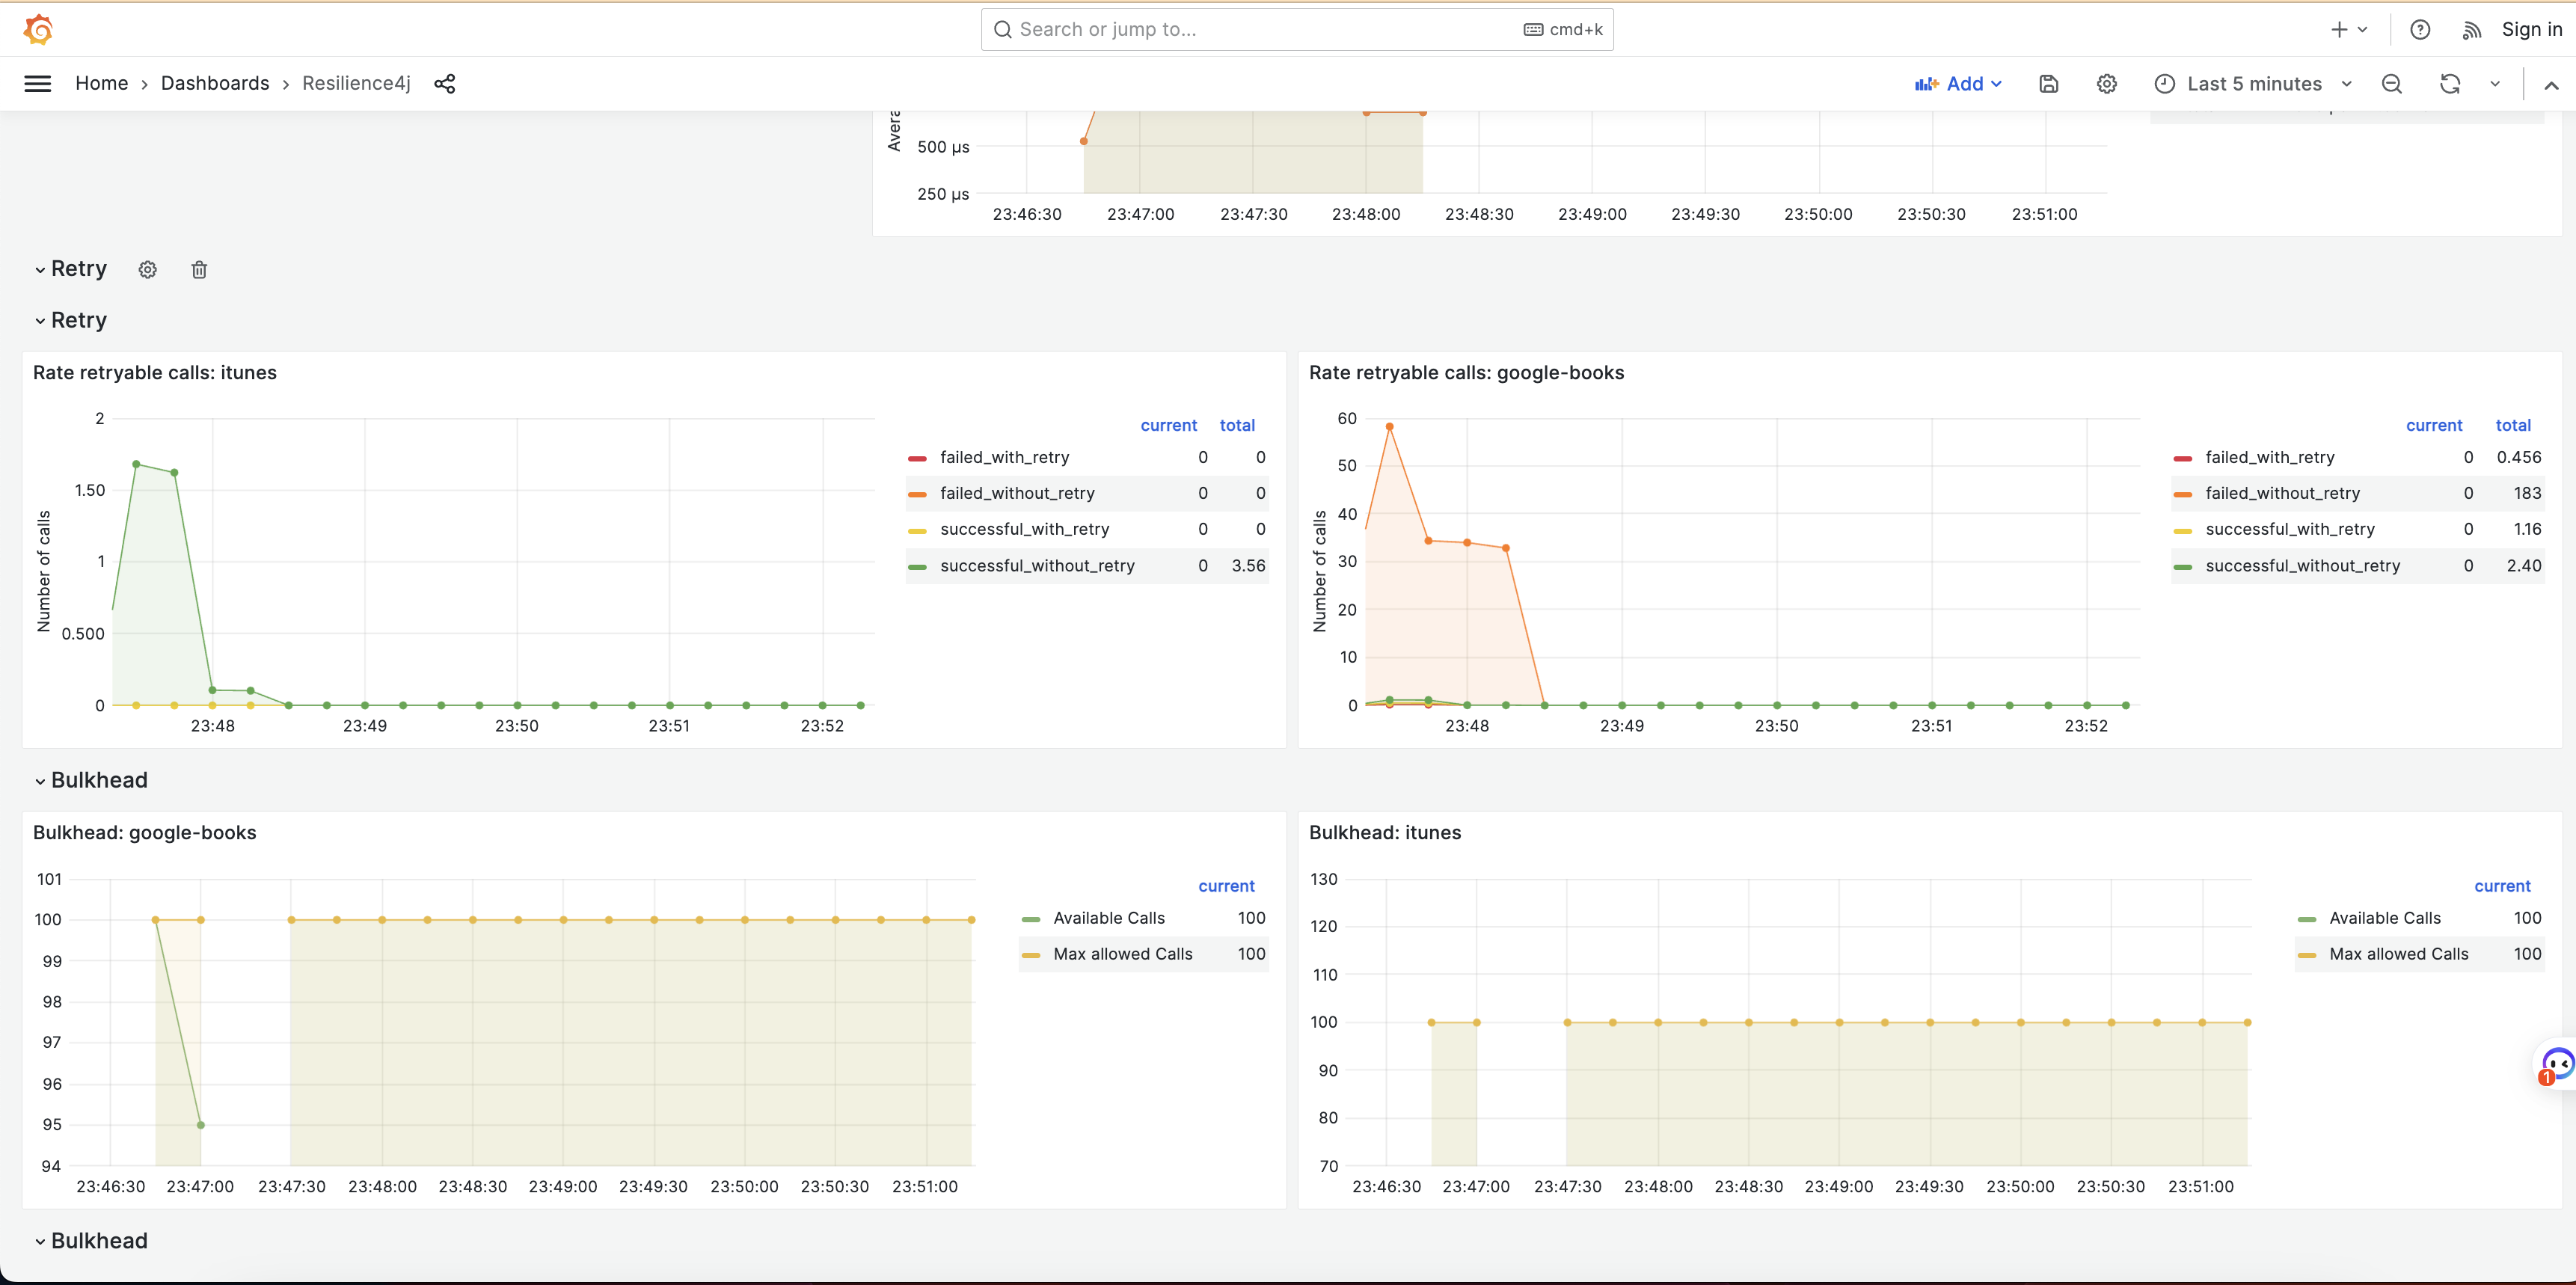 Search or jump to...
cmd+k
Sign in
Home › Dashboards › Resilience4j
Add
Last 5 minutes
500 µs
250 µs
23:46:30 23:47:00 23:47:30 23:48:00 23:48:30 23:49:00 23:49:30 23:50:00 23:50:30 23:51:00
Retry
Retry
Rate retryable calls: itunes
Number of calls
2
1.50
1
0.500
0
23:48 23:49 23:50 23:51 23:52
current total
failed_with_retry 0 0
failed_without_retry 0 0
successful_with_retry 0 0
successful_without_retry 0 3.56
Rate retryable calls: google-books
Number of calls
60
50
40
30
20
10
0
23:48 23:49 23:50 23:51 23:52
current total
failed_with_retry 0 0.456
failed_without_retry 0 183
successful_with_retry 0 1.16
successful_without_retry 0 2.40
Bulkhead
Bulkhead: google-books
101
100
99
98
97
96
95
94
23:46:30 23:47:00 23:47:30 23:48:00 23:48:30 23:49:00 23:49:30 23:50:00 23:50:30 23:51:00
current
Available Calls 100
Max allowed Calls 100
Bulkhead: itunes
130
120
110
100
90
80
70
23:46:30 23:47:00 23:47:30 23:48:00 23:48:30 23:49:00 23:49:30 23:50:00 23:50:30 23:51:00
current
Available Calls 100
Max allowed Calls 100
1
Bulkhead